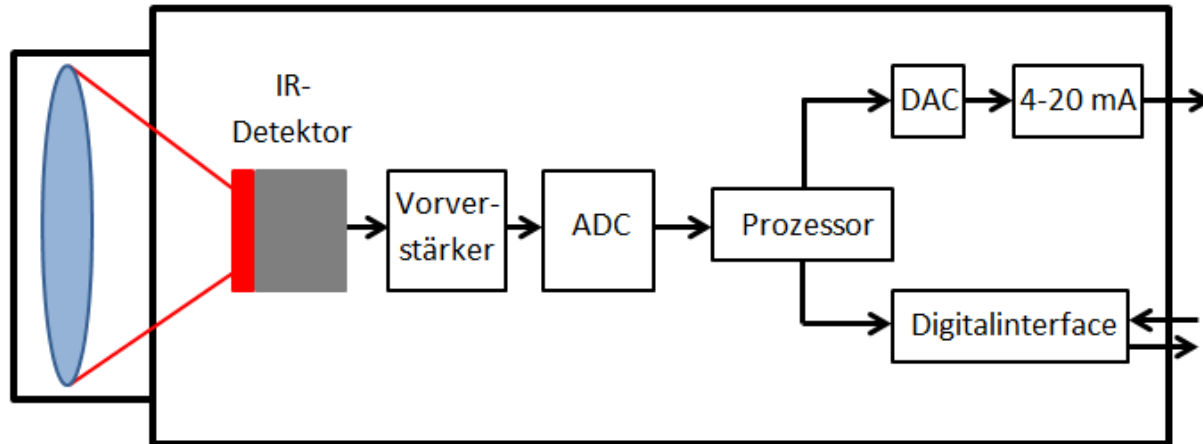 IR-
Detektor
Vorver-
stärker
ADC
Prozessor
DAC
4-20 mA
Digitalinterface